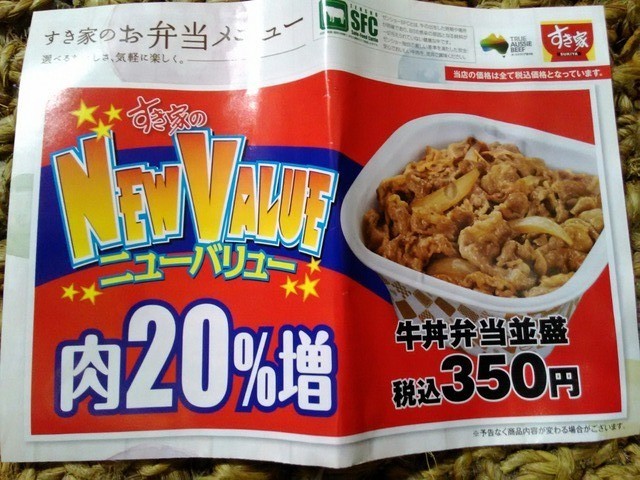 すき家のお弁当メニュー
選べる しさ、気軽に楽しく。
SFC
TRUE
AUSSIE
BEEF
すき家
SUKIYA
当店の価格は全て税込価格となっています。
すき家の
NEW VALUE
ニューバリュー
肉20%増
牛丼弁当並盛
税込350円
※予告なく商品内容が変わる場合がございます。